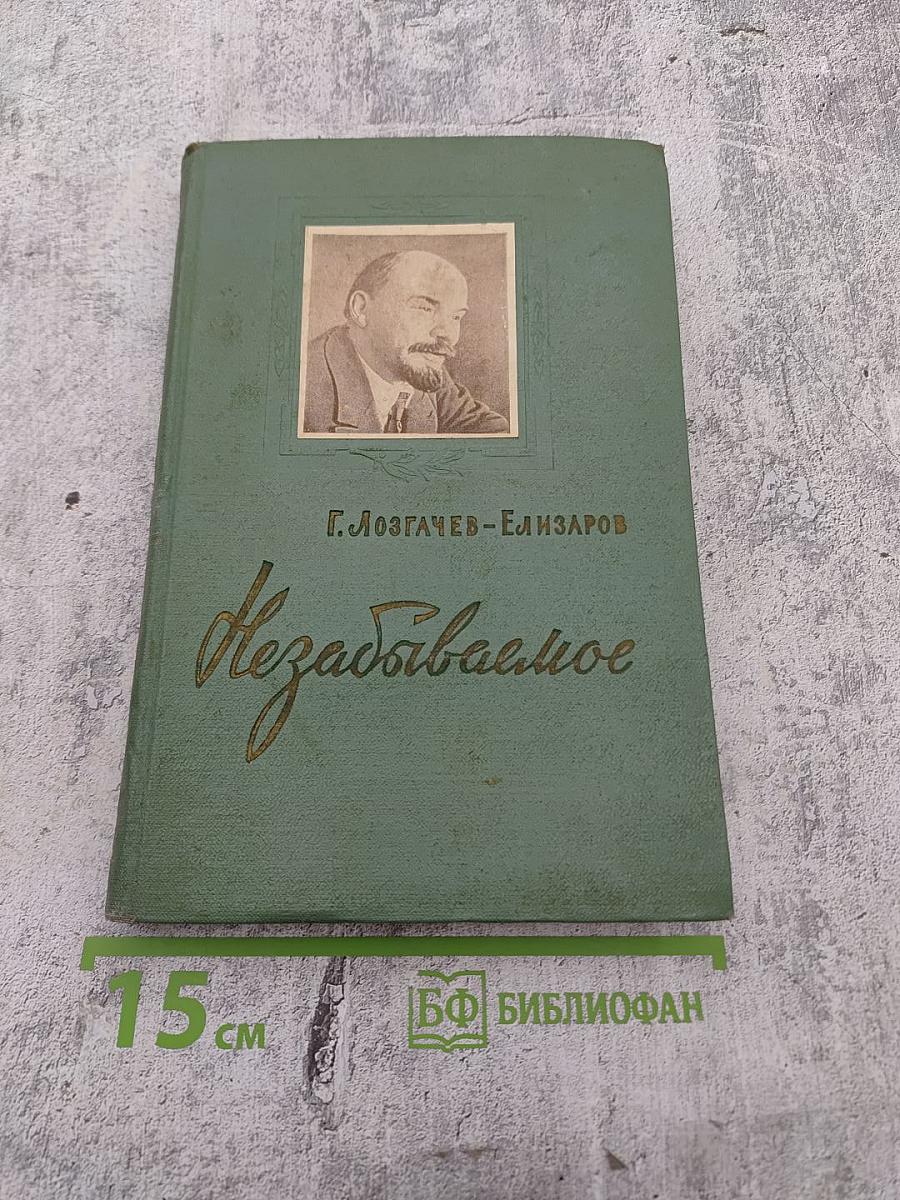 Г. Лозгачев-Елизаров
Незабываемое
15 см
БФ БИБЛИОФАН